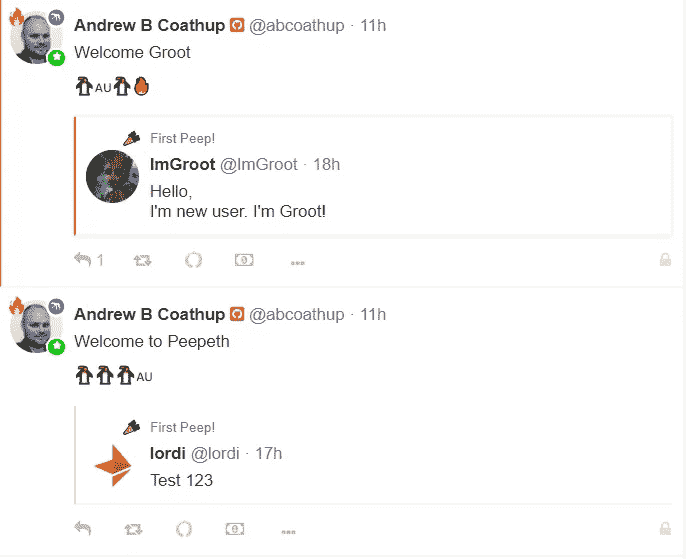 Andrew B Coathup @abcoathup · 11h
Welcome Groot
AU
First Peep!
ImGroot @ImGroot · 18h
Hello,
I'm new user. I'm Groot!
1
Andrew B Coathup @abcoathup · 11h
Welcome to Peepeth
AU
First Peep!
lordi @lordi · 17h
Test 123